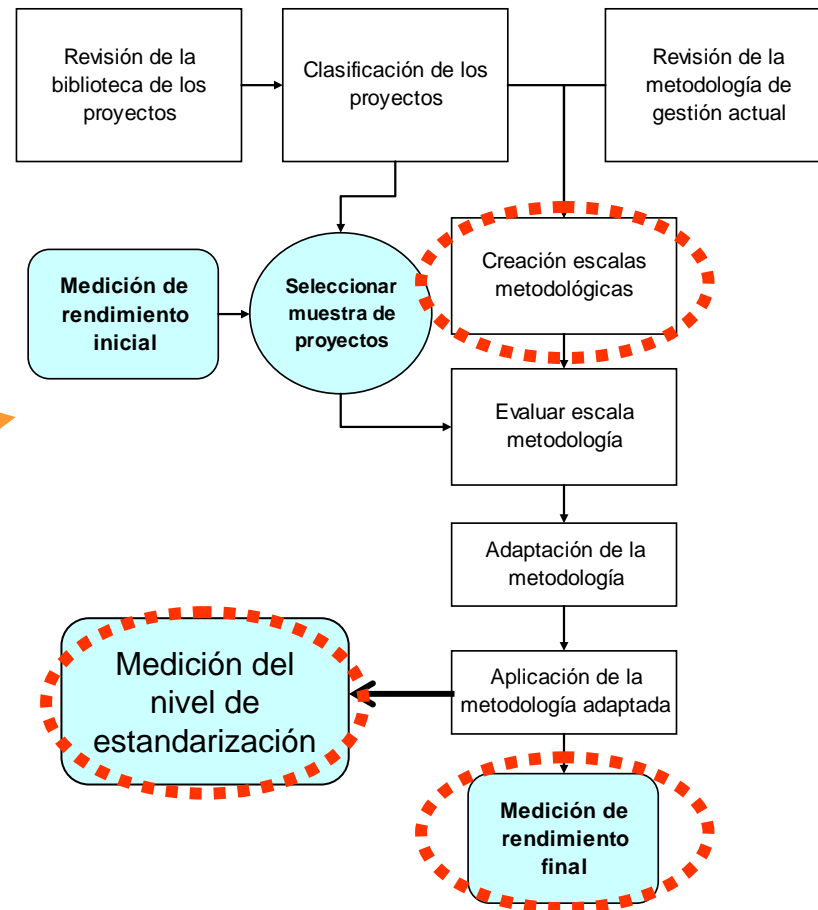 Revisión de la
biblioteca de los
proyectos
Clasificación de los
proyectos
Revisión de la
metodología de
gestión actual
Creación escalas
metodológicas
Medición de
rendimiento
inicial
Seleccionar
muestra de
proyectos
Evaluar escala
metodología
Adaptación de la
metodología
Medición del
nivel de
estandarización
Aplicación de la
metodología adaptada
Medición de
rendimiento
final